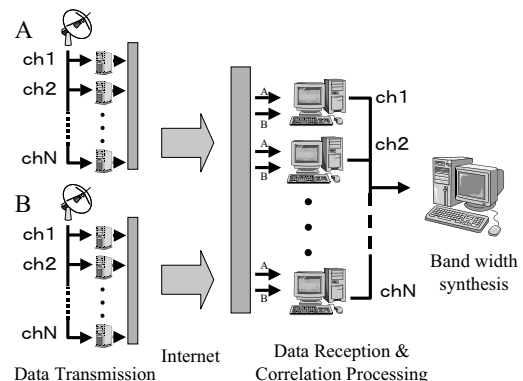 A
ch1
ch2
chN
B
ch1
ch2
chN
Data Transmission
Internet
A
B
ch1
A
B
ch2
A
B
chN
Data Reception &
Correlation Processing
Band width
synthesis